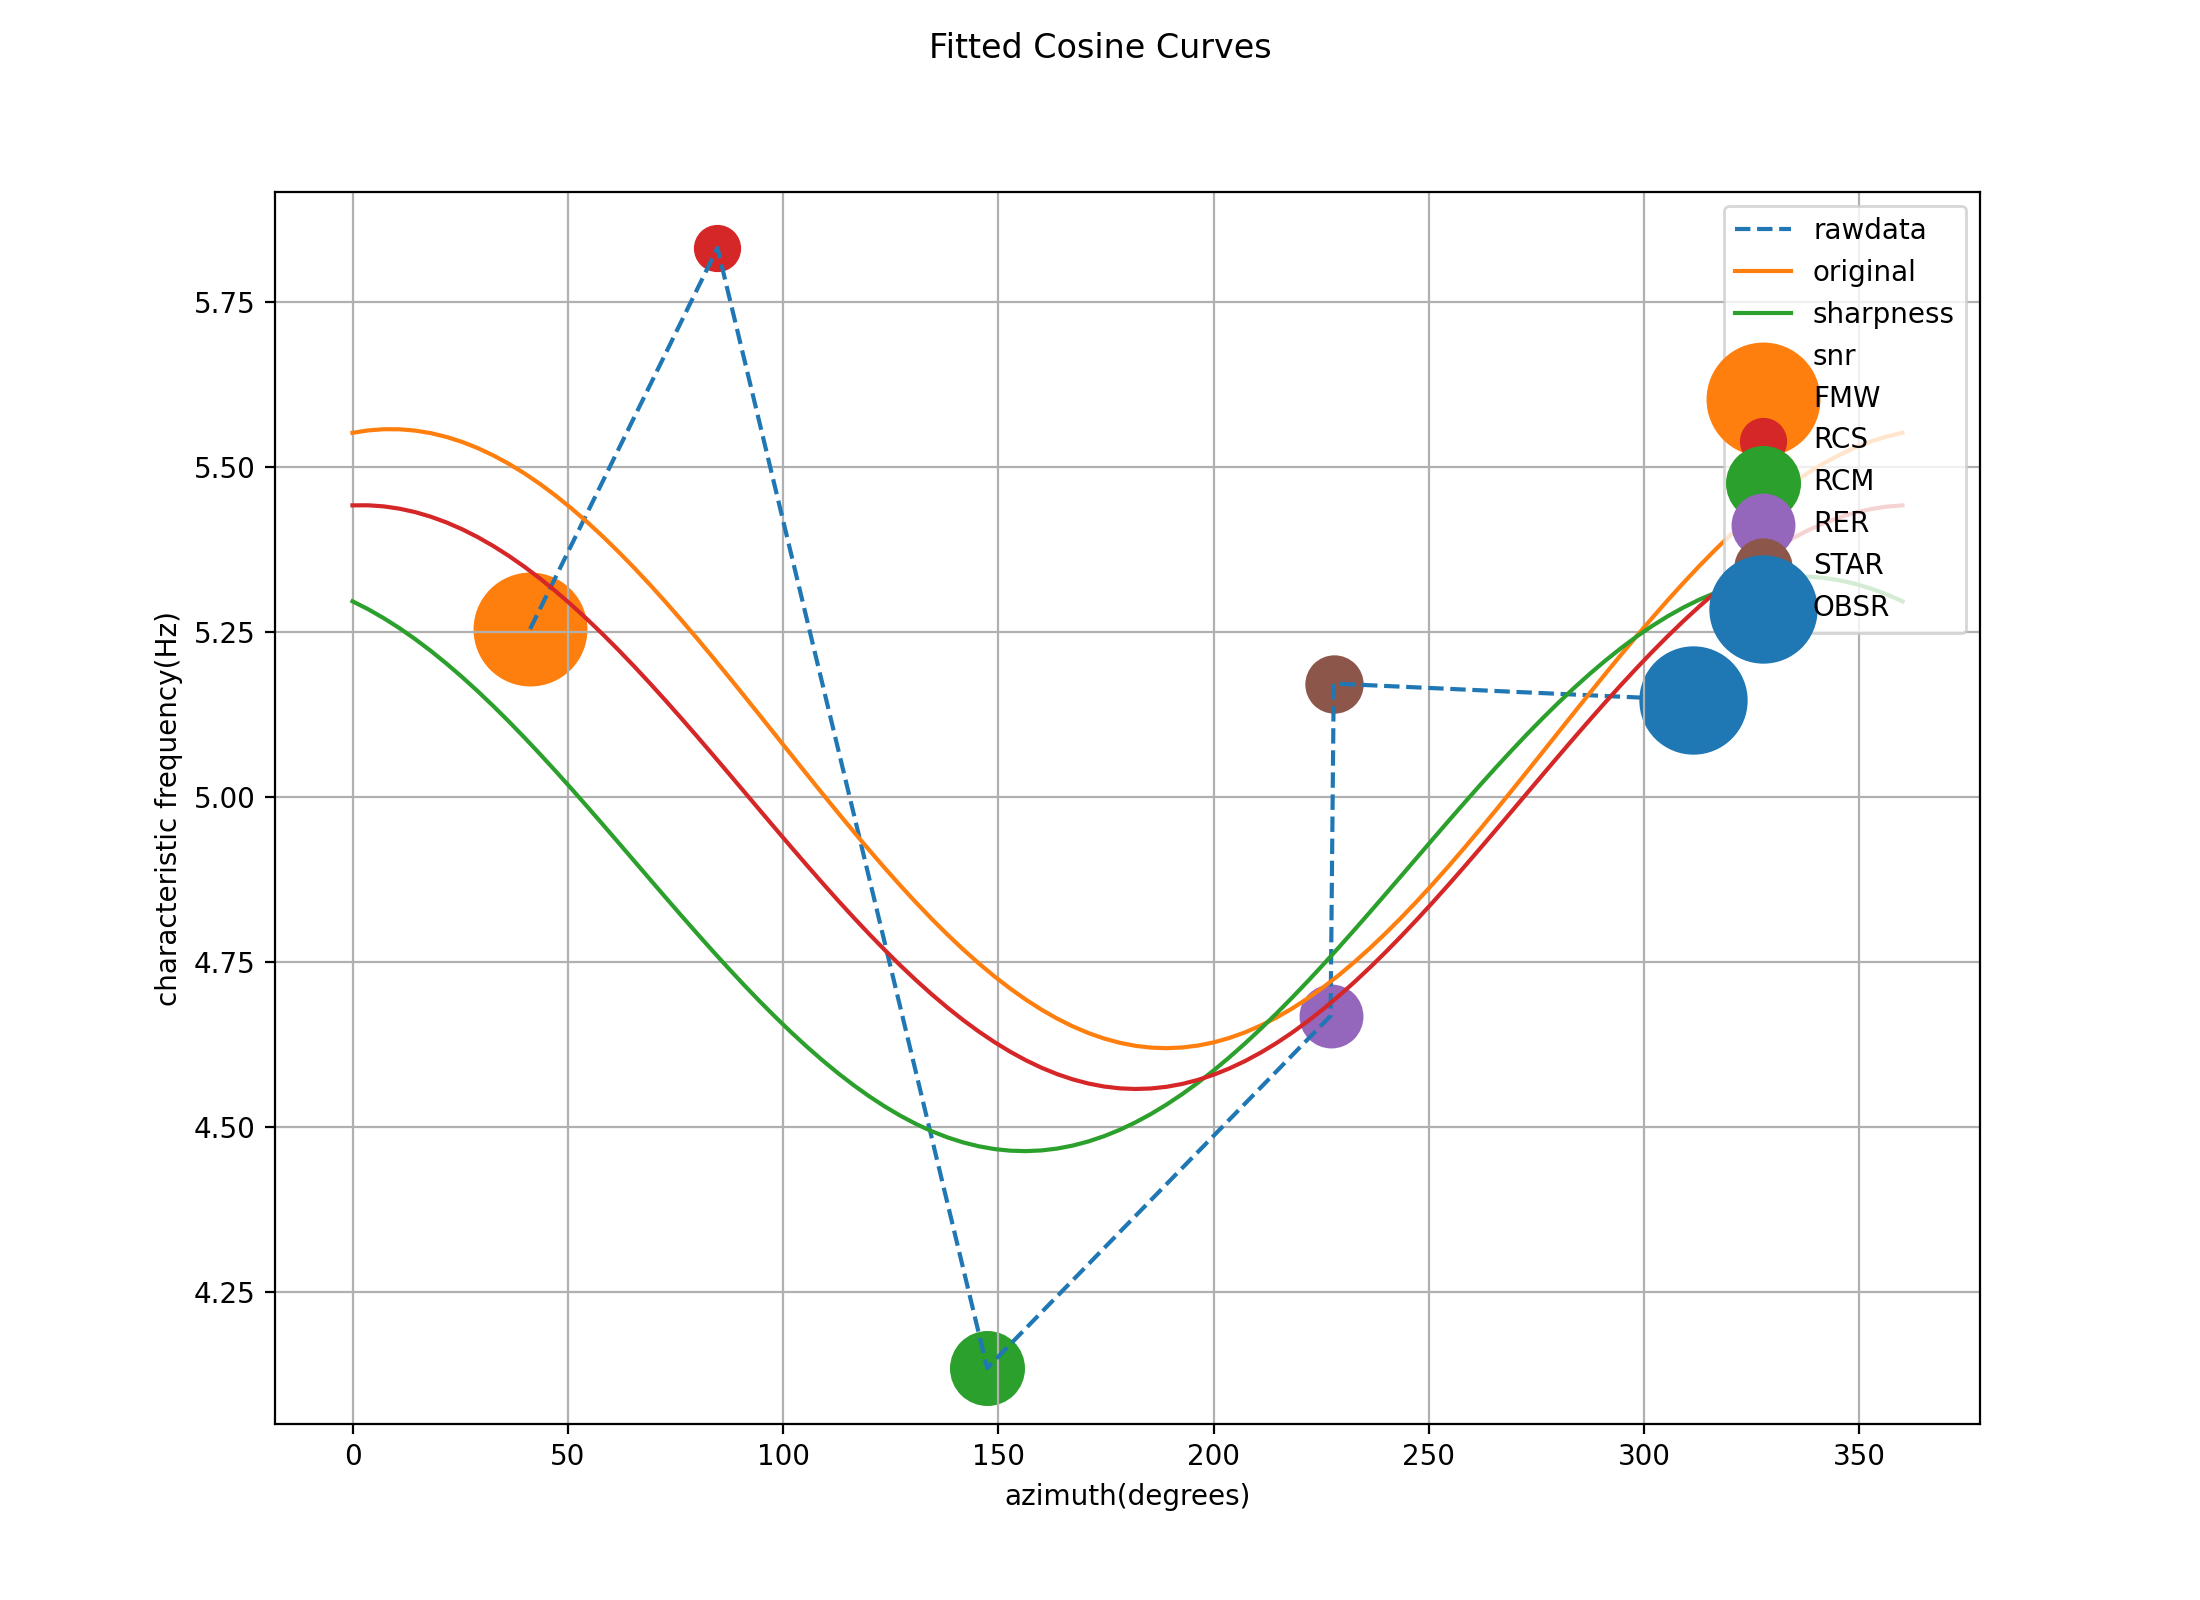 Fitted Cosine Curves
rawdata
original
sharpness
snr
FMW
RCS
RCM
RER
STAR
OBSR
characteristic frequency(Hz)
5.75
5.50
5.25
5.00
4.75
4.50
4.25
0 50 100 150 200 250 300 350
azimuth(degrees)